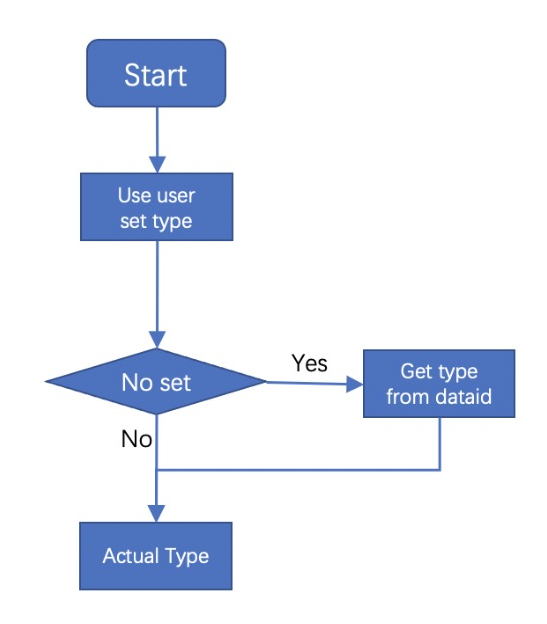 Start
Use user
set type
No set
Yes
Get type
from dataid
No
Actual Type